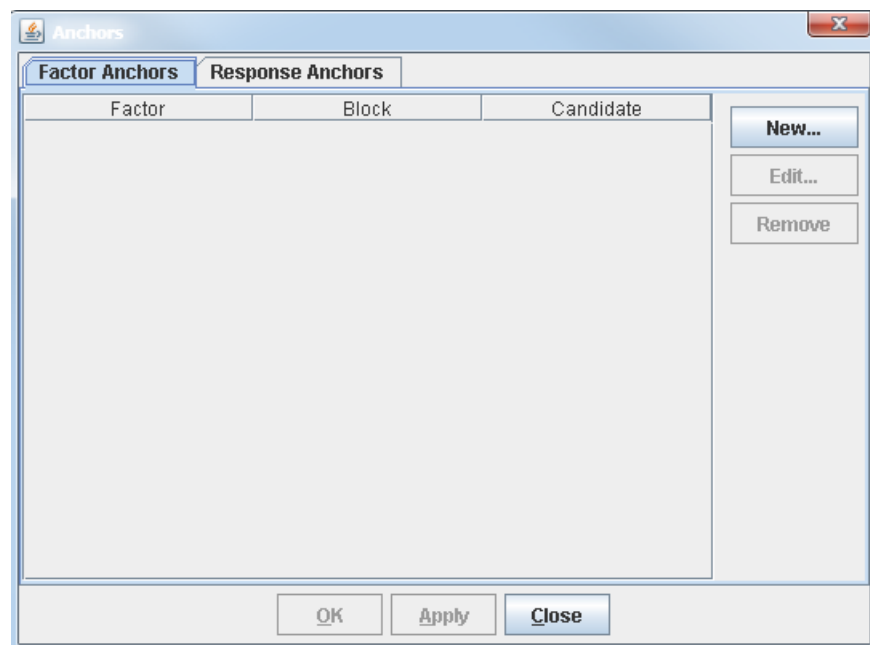 Anchors
Factor Anchors Response Anchors
Factor Block Candidate
New...
Edit...
Remove
OK Apply Close